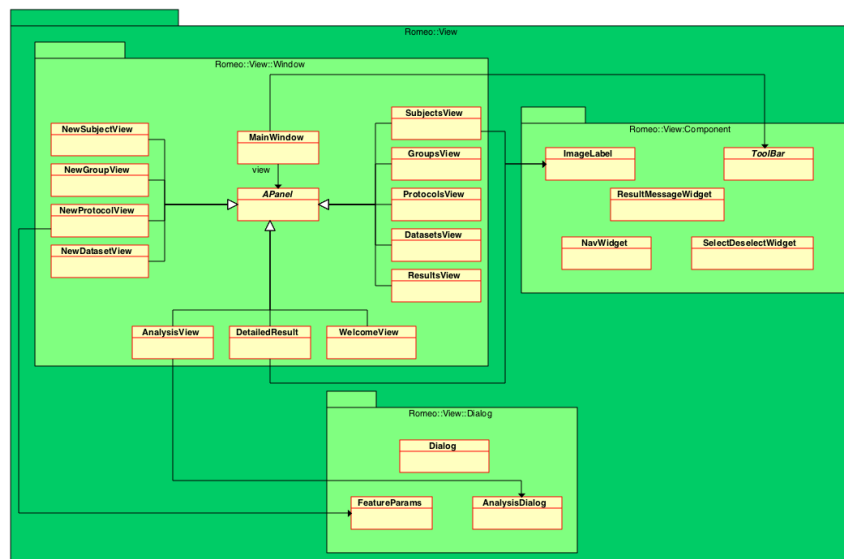 Romeo::View
Romeo::View::Window
NewSubjectView
NewGroupView
NewProtocolView
NewDatasetView
MainWindow
view
APanel
SubjectsView
GroupsView
ProtocolsView
DatasetsView
ResultsView
AnalysisView
DetailedResult
WelcomeView
Romeo::View:Component
ImageLabel
ToolBar
ResultMessageWidget
NavWidget
SelectDeselectWidget
Romeo::View::Dialog
Dialog
FeatureParams
AnalysisDialog